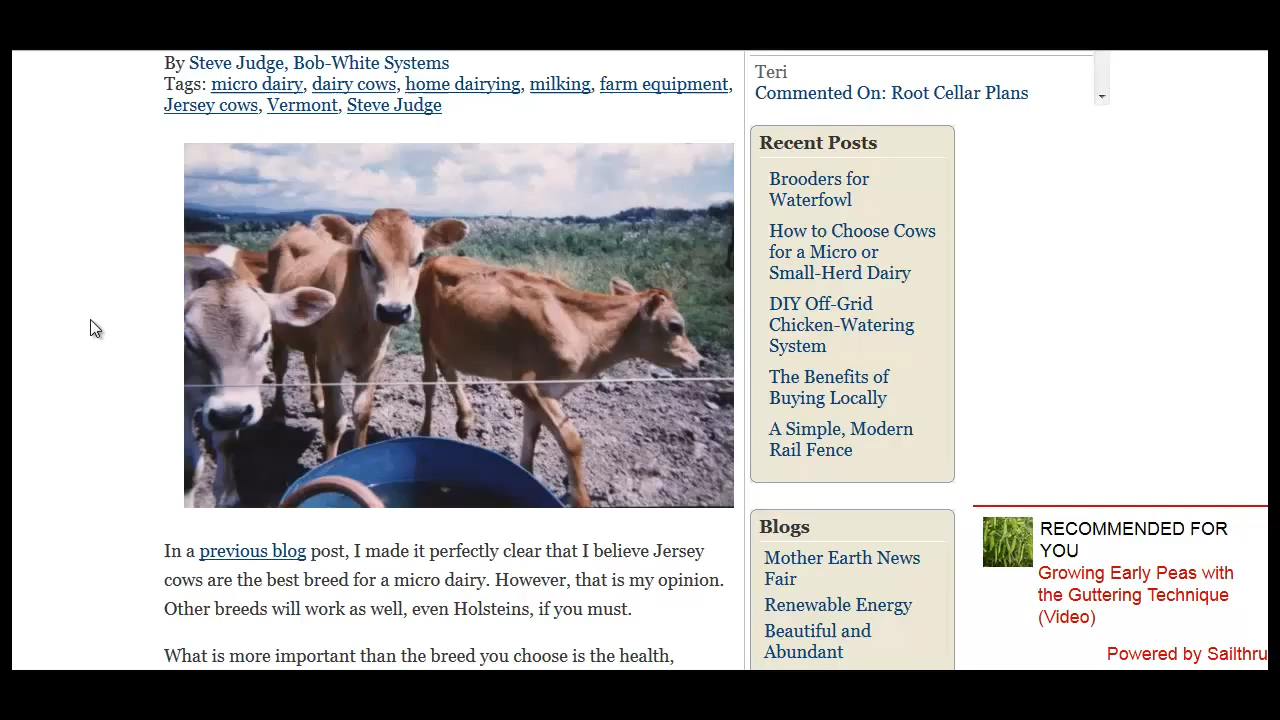 By Steve Judge, Bob-White Systems
Tags: micro dairy, dairy cows, home dairying, milking, farm equipment,
Jersey cows, Vermont, Steve Judge
In a previous blog post, I made it perfectly clear that I believe Jersey
cows are the best breed for a micro dairy. However, that is my opinion.
Other breeds will work as well, even Holsteins, if you must.
What is more important than the breed you choose is the health,
Teri
Commented On: Root Cellar Plans
Recent Posts
Brooders for
Waterfowl
How to Choose Cows
for a Micro or
Small-Herd Dairy
DIY Off-Grid
Chicken-Watering
System
The Benefits of
Buying Locally
A Simple, Modern
Rail Fence
Blogs
Mother Earth News
Fair
Renewable Energy
Beautiful and
Abundant
RECOMMENDED FOR
YOU
Growing Early Peas with
the Guttering Technique
(Video)
Powered by Sailthru